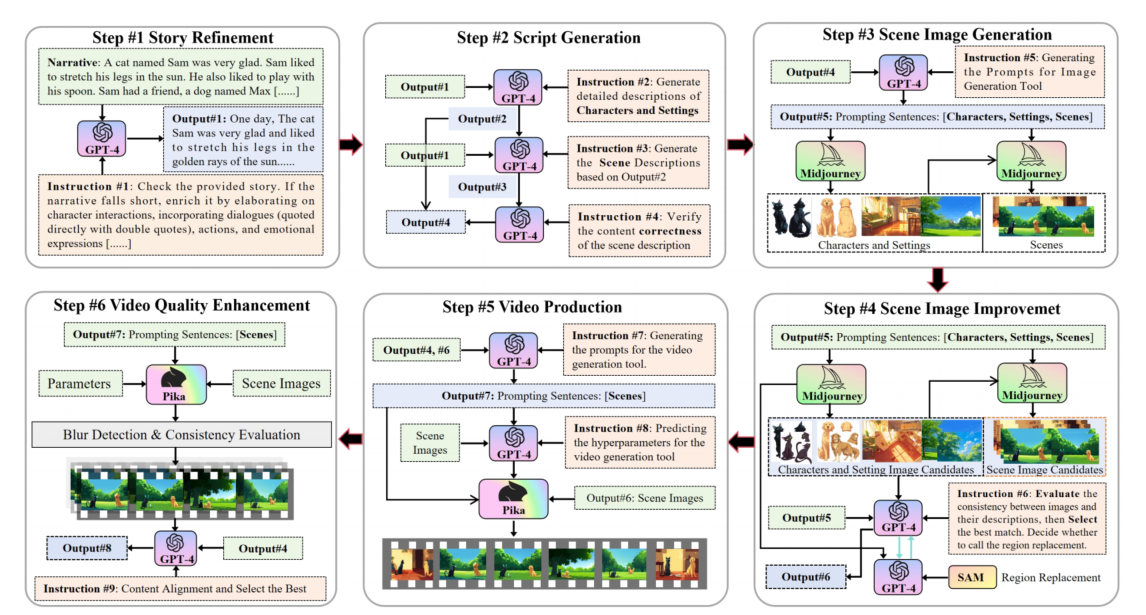 Step #1 Story Refinement
Narrative: A cat named Sam was very glad. Sam liked
to stretch his legs in the sun. He also liked to play with
his spoon. Sam had a friend, a dog named Max [......]
GPT-4
Output#1: One day, The cat
Sam was very glad and liked
to stretch his legs in the
golden rays of the sun......
Instruction #1: Check the provided story. If the
narrative falls short, enrich it by elaborating on
character interactions, incorporating dialogues (quoted
directly with double quotes), actions, and emotional
expressions [......]
Step #2 Script Generation
Output#1
GPT-4
Instruction #2: Generate
detailed descriptions of
Characters and Settings
Output#2
Output#1
GPT-4
Instruction #3: Generate
the Scene Descriptions
based on Output#2
Output#3
Output#4
GPT-4
Instruction #4: Verify
the content correctness
of the scene description
Step #3 Scene Image Generation
Output#4
GPT-4
Instruction #5: Generating
the Prompts for Image
Generation Tool
Output#5: Prompting Sentences: [Characters, Settings, Scenes]
Midjourney
Midjourney
Characters and Settings
Scenes
Step #4 Scene Image Improvemet
Output#5: Prompting Sentences: [Characters, Settings, Scenes]
Midjourney
Midjourney
Characters and Setting Image Candidates
Scene Image Candidates
Output#5
GPT-4
Instruction #6: Evaluate the
consistency between images and
their descriptions, then Select
the best match. Decide whether
to call the region replacement.
Output#6
GPT-4
SAM
Region Replacement
Step #5 Video Production
Output#4, #6
GPT-4
Instruction #7: Generating
the prompts for the video
generation tool.
Output#7: Prompting Sentences: [Scenes]
Scene
Images
GPT-4
Instruction #8: Predicting
the hyperparameters for the
video generation tool
Pika
Output#6: Scene Images
Step #6 Video Quality Enhancement
Output#7: Prompting Sentences: [Scenes]
Parameters
Pika
Scene Images
Blur Detection & Consistency Evaluation
Output#8
GPT-4
Output#4
Instruction #9: Content Alignment and Select the Best